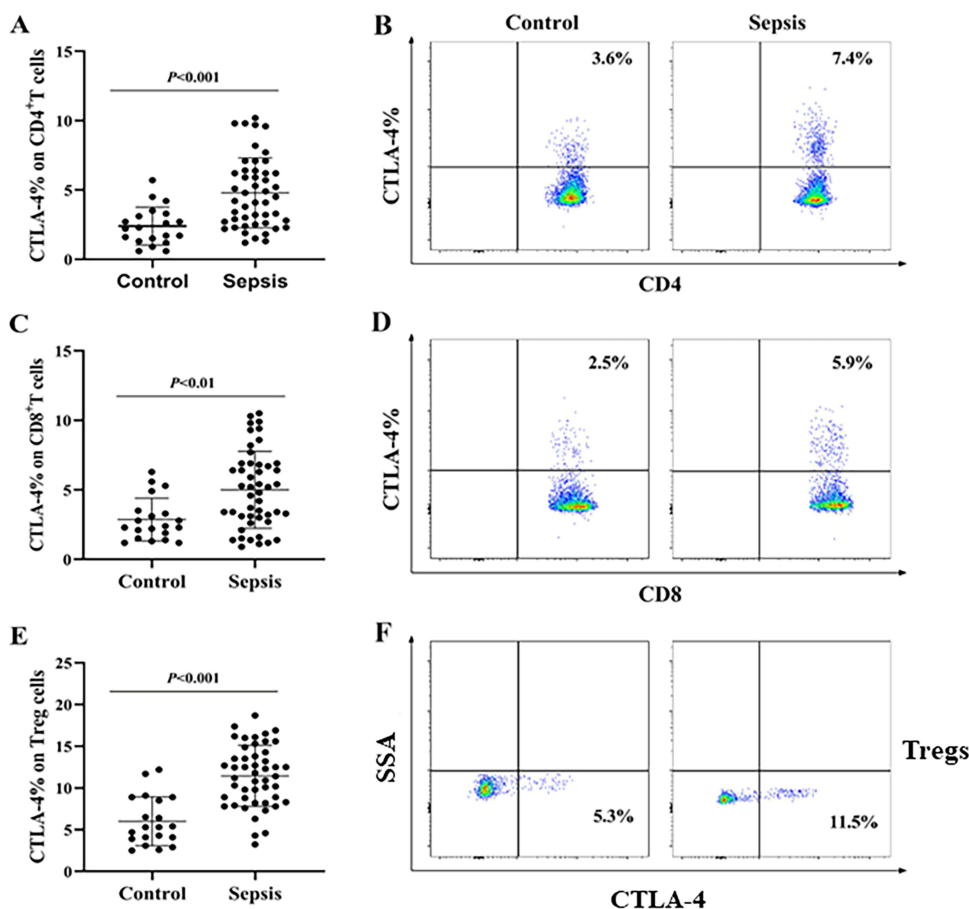 A
15
10
5
0
CTLA-4% on CD4+T cells
P<0.001
Control Sepsis
B
Control Sepsis
CTLA-4%
3.6%
7.4%
CD4
C
15
10
5
0
CTLA-4% on CD8+T cells
P<0.01
Control Sepsis
D
CTLA-4%
2.5%
5.9%
CD8
E
25
20
15
10
5
0
CTLA-4% on Treg cells
P<0.001
Control Sepsis
F
SSA
5.3%
11.5%
Tregs
CTLA-4